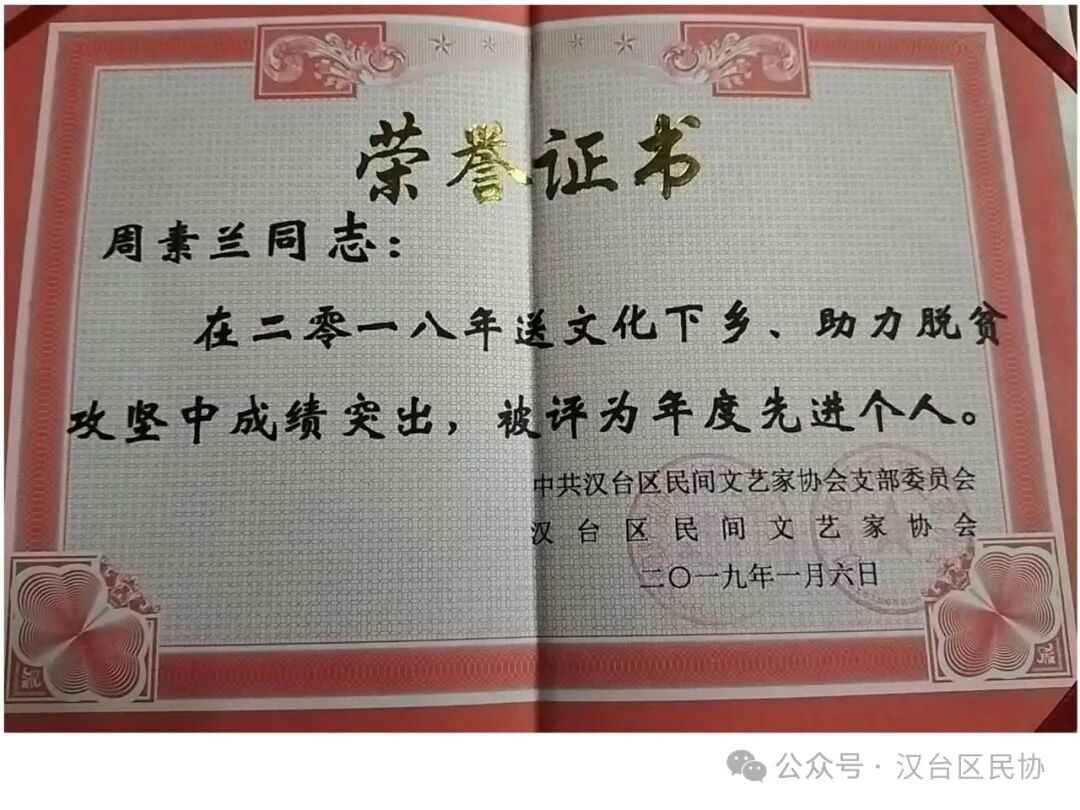 荣誉证书
周素兰同志：
在二零一八年送文化下乡、助力脱贫
攻坚中成绩突出，被评为年度先进个人。
中共汉台区民间文艺家协会支部委员会
汉台区民间文艺家协会
二〇一九年一月六日
公众号·汉台区民协